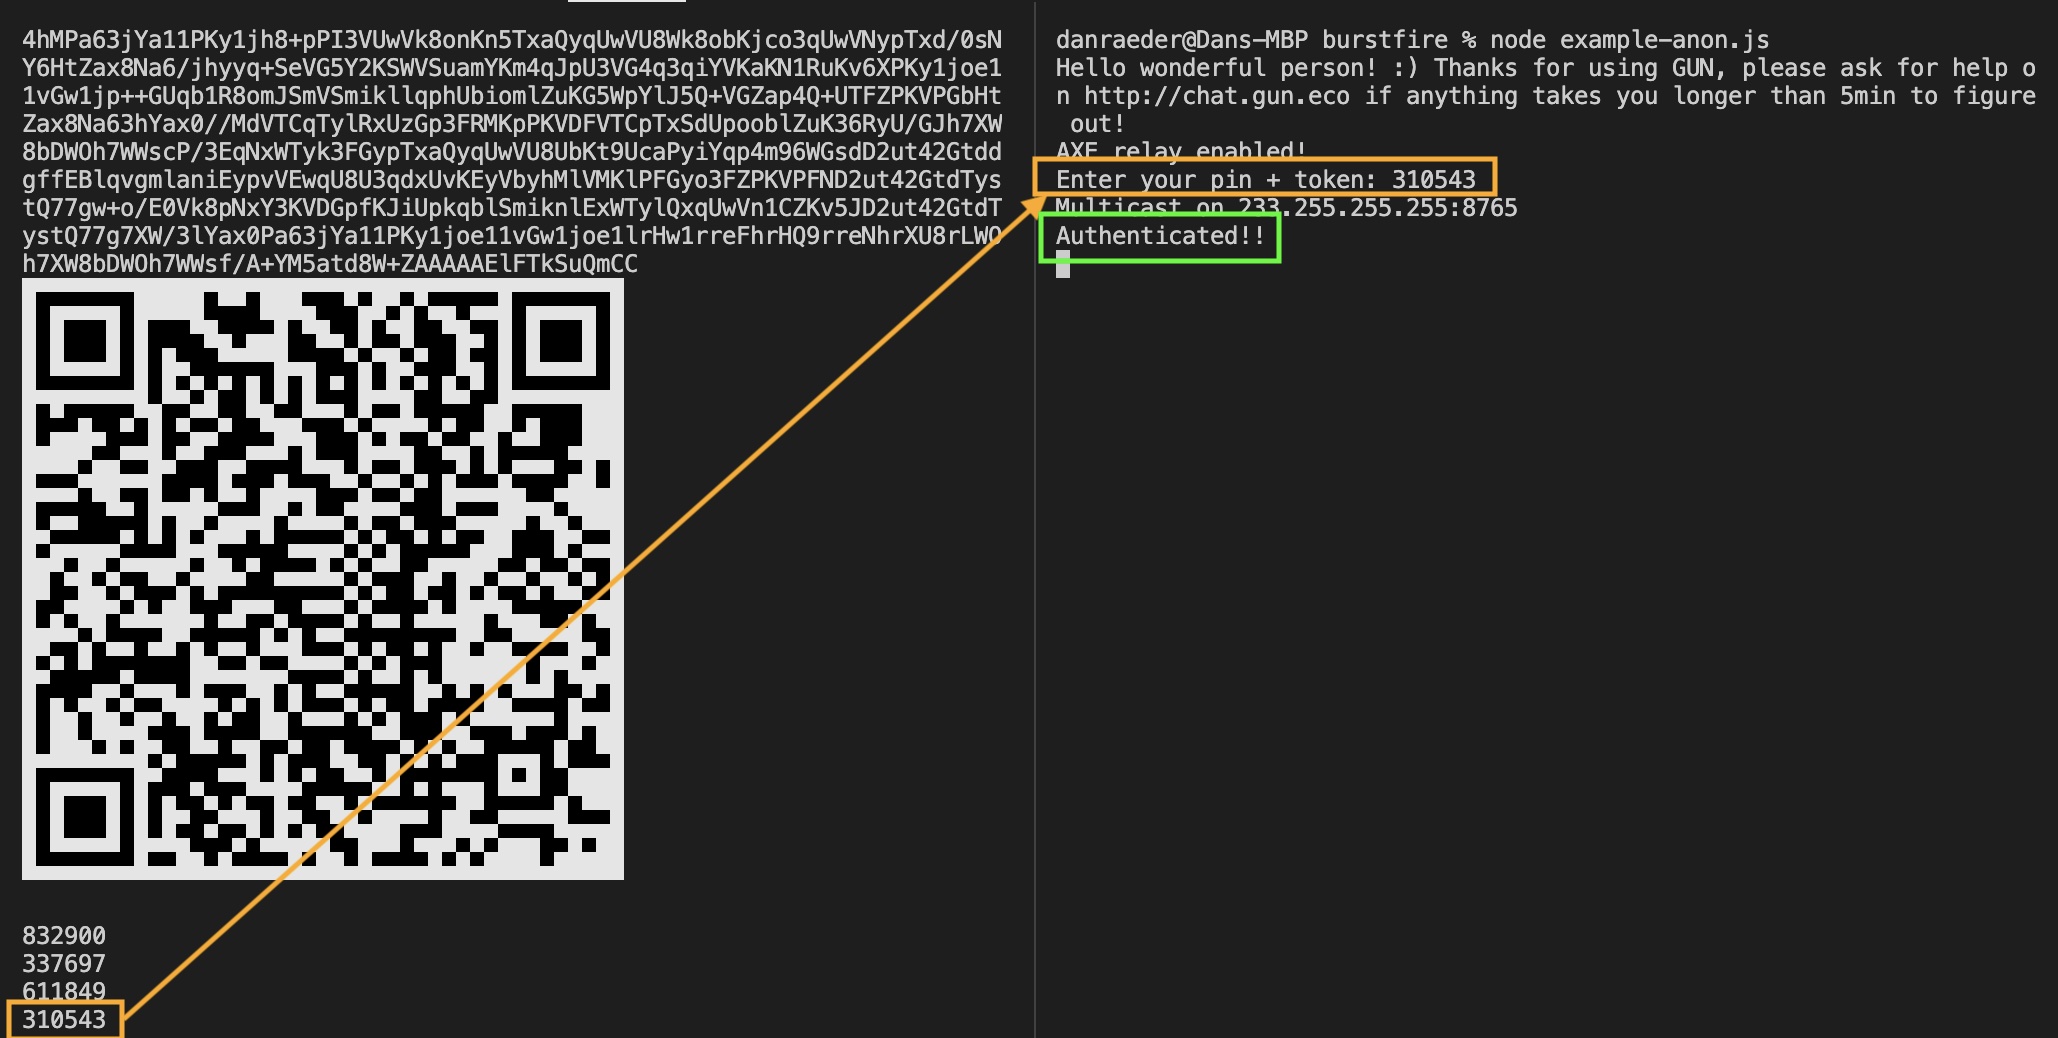 4hMPa63jYa11PKy1jh8+pPI3VUwVk8onKn5TxaQyqUwVU8Wk8obKjco3qUwVNypTxd/0sN
Y6HtZax8Na6/jhyyq+SeVG5Y2KSWVSuamYKm4qJpU3VG4q3qiYVKaKN1RuKv6XPKy1joe1
1vGw1jp++GUqb1R8omJSmVSmikllqphUbiomlZuKG5WpYlJ5Q+VGZap4Q+UTFZPKVPGbHt
Zax8Na63hYax0//MdVTCqTylRxUzGp3FRMKpPKVDFVTCpTxSdUpooblZuK36RyU/GJh7XW
8bDWOh7WWscP/3EqNxWTyk3FGypTxaQyqUwVU8UbKt9UcaPyiYqp4m96WGsdD2ut42Gtdd
gffEBlqvgmlaniEypvVEwqU8U3qdxUvKEyVbyhMlVMKlPFGyo3FZPKVPFND2ut42GtdTys
tQ77gw+o/E0Vk8pNxY3KVDGpfKJiUpkqblSmiknlExWTylQxqUwVn1CZKv5JD2ut42GtdT
ystQ77g7XW/3lYax0Pa63jYa11PKy1joe11vGw1joe1lrHw1rreFhrHQ9rreNhrXU8rLWO
h7XW8bDWOh7WWsf/A+YM5atd8W+ZAAAAAElFTkSuQmCC
832900
337697
611849
310543
danraeder@Dans-MBP burstfire % node example-anon.js
Hello wonderful person! :) Thanks for using GUN, please ask for help o
n http://chat.gun.eco if anything takes you longer than 5min to figure
 out!
AXE relay enabled!
Enter your pin + token: 310543
Multicast on 233.255.255.255:8765
Authenticated!!